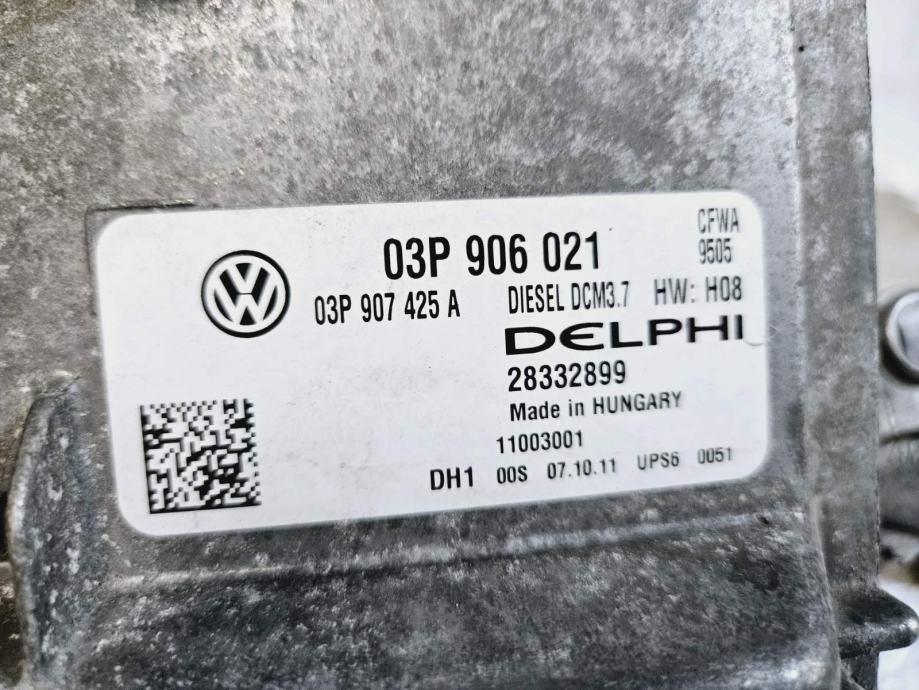 CFWA
03P 906 021 9505
03P 907 425 A DIESEL DCM3.7 HW: H08
DELPHI
28332899
Made in HUNGARY
11003001
DH1 00S 07.10.11 UPS6 0051